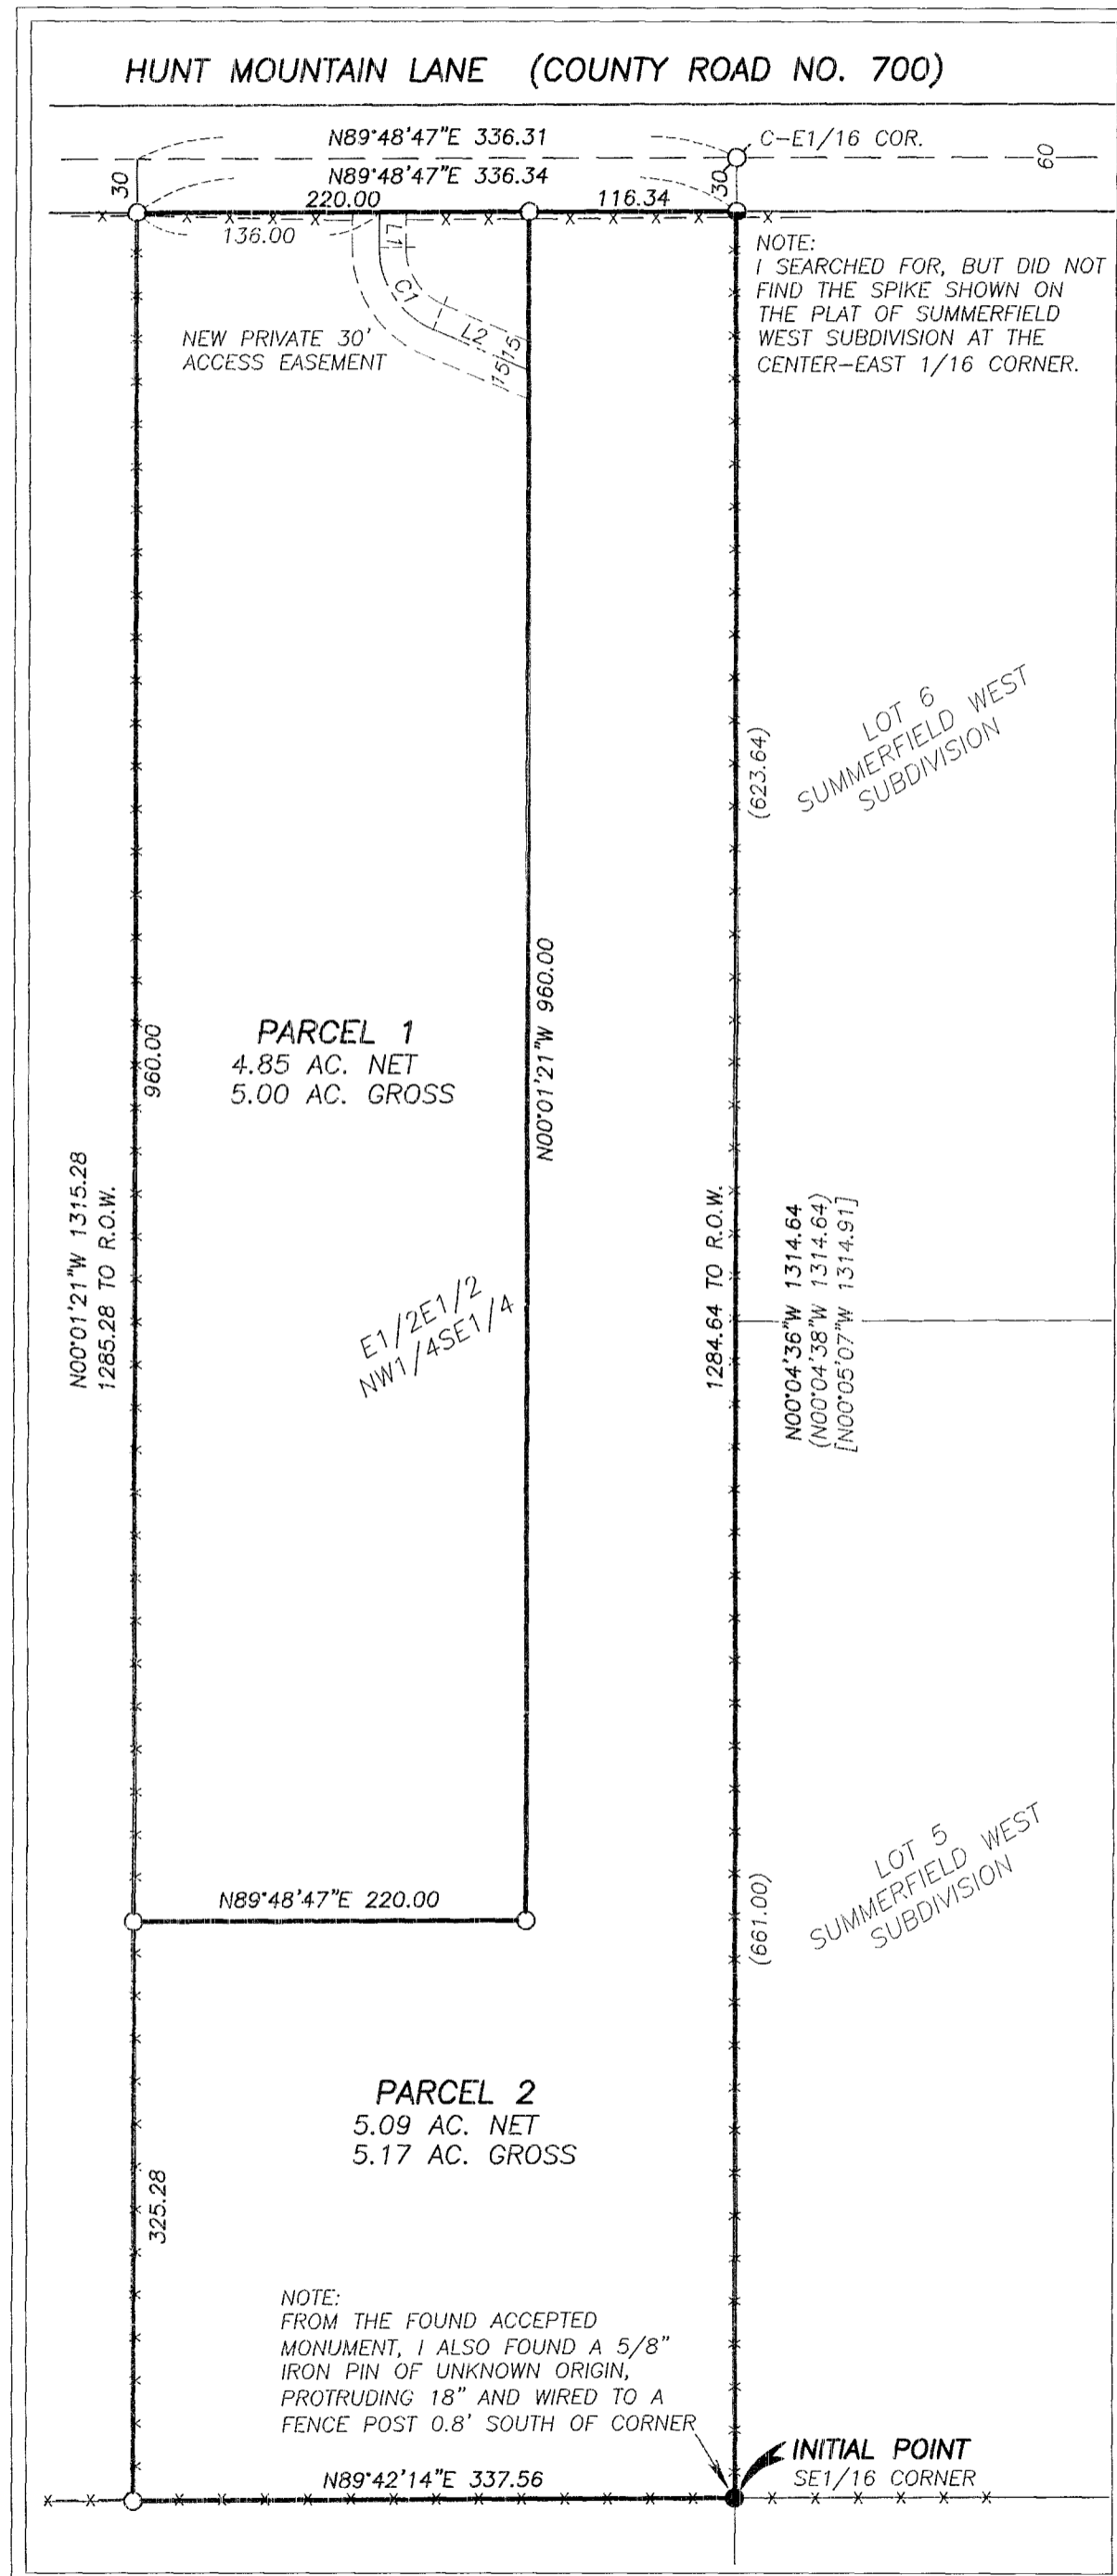 HUNT MOUNTAIN LANE (COUNTY ROAD NO. 700)
N89°48'47"E 336.31
C-E1/16 COR.
60
30
N89°48'47"E 336.34
30
220.00
116.34
136.00
L1
C1
L2
15
15
NEW PRIVATE 30'
ACCESS EASEMENT
NOTE:
I SEARCHED FOR, BUT DID NOT
FIND THE SPIKE SHOWN ON
THE PLAT OF SUMMERFIELD
WEST SUBDIVISION AT THE
CENTER-EAST 1/16 CORNER.
LOT 6
SUMMERFIELD WEST
SUBDIVISION
(623.64)
PARCEL 1
4.85 AC. NET
5.00 AC. GROSS
960.00
N00°01'21"W 960.00
N00°01'21"W 1315.28
1285.28 TO R.O.W.
E1/2E1/2
NW1/4SE1/4
1284.64 TO R.O.W.
N00°04'36"W 1314.64
(N00°04'38"W 1314.64)
[N00°05'07"W 1314.91]
N89°48'47"E 220.00
(661.00)
LOT 5
SUMMERFIELD WEST
SUBDIVISION
PARCEL 2
5.09 AC. NET
5.17 AC. GROSS
325.28
NOTE:
FROM THE FOUND ACCEPTED
MONUMENT, I ALSO FOUND A 5/8"
IRON PIN OF UNKNOWN ORIGIN,
PROTRUDING 18" AND WIRED TO A
FENCE POST 0.8' SOUTH OF CORNER
INITIAL POINT
SE1/16 CORNER
N89°42'14"E 337.56